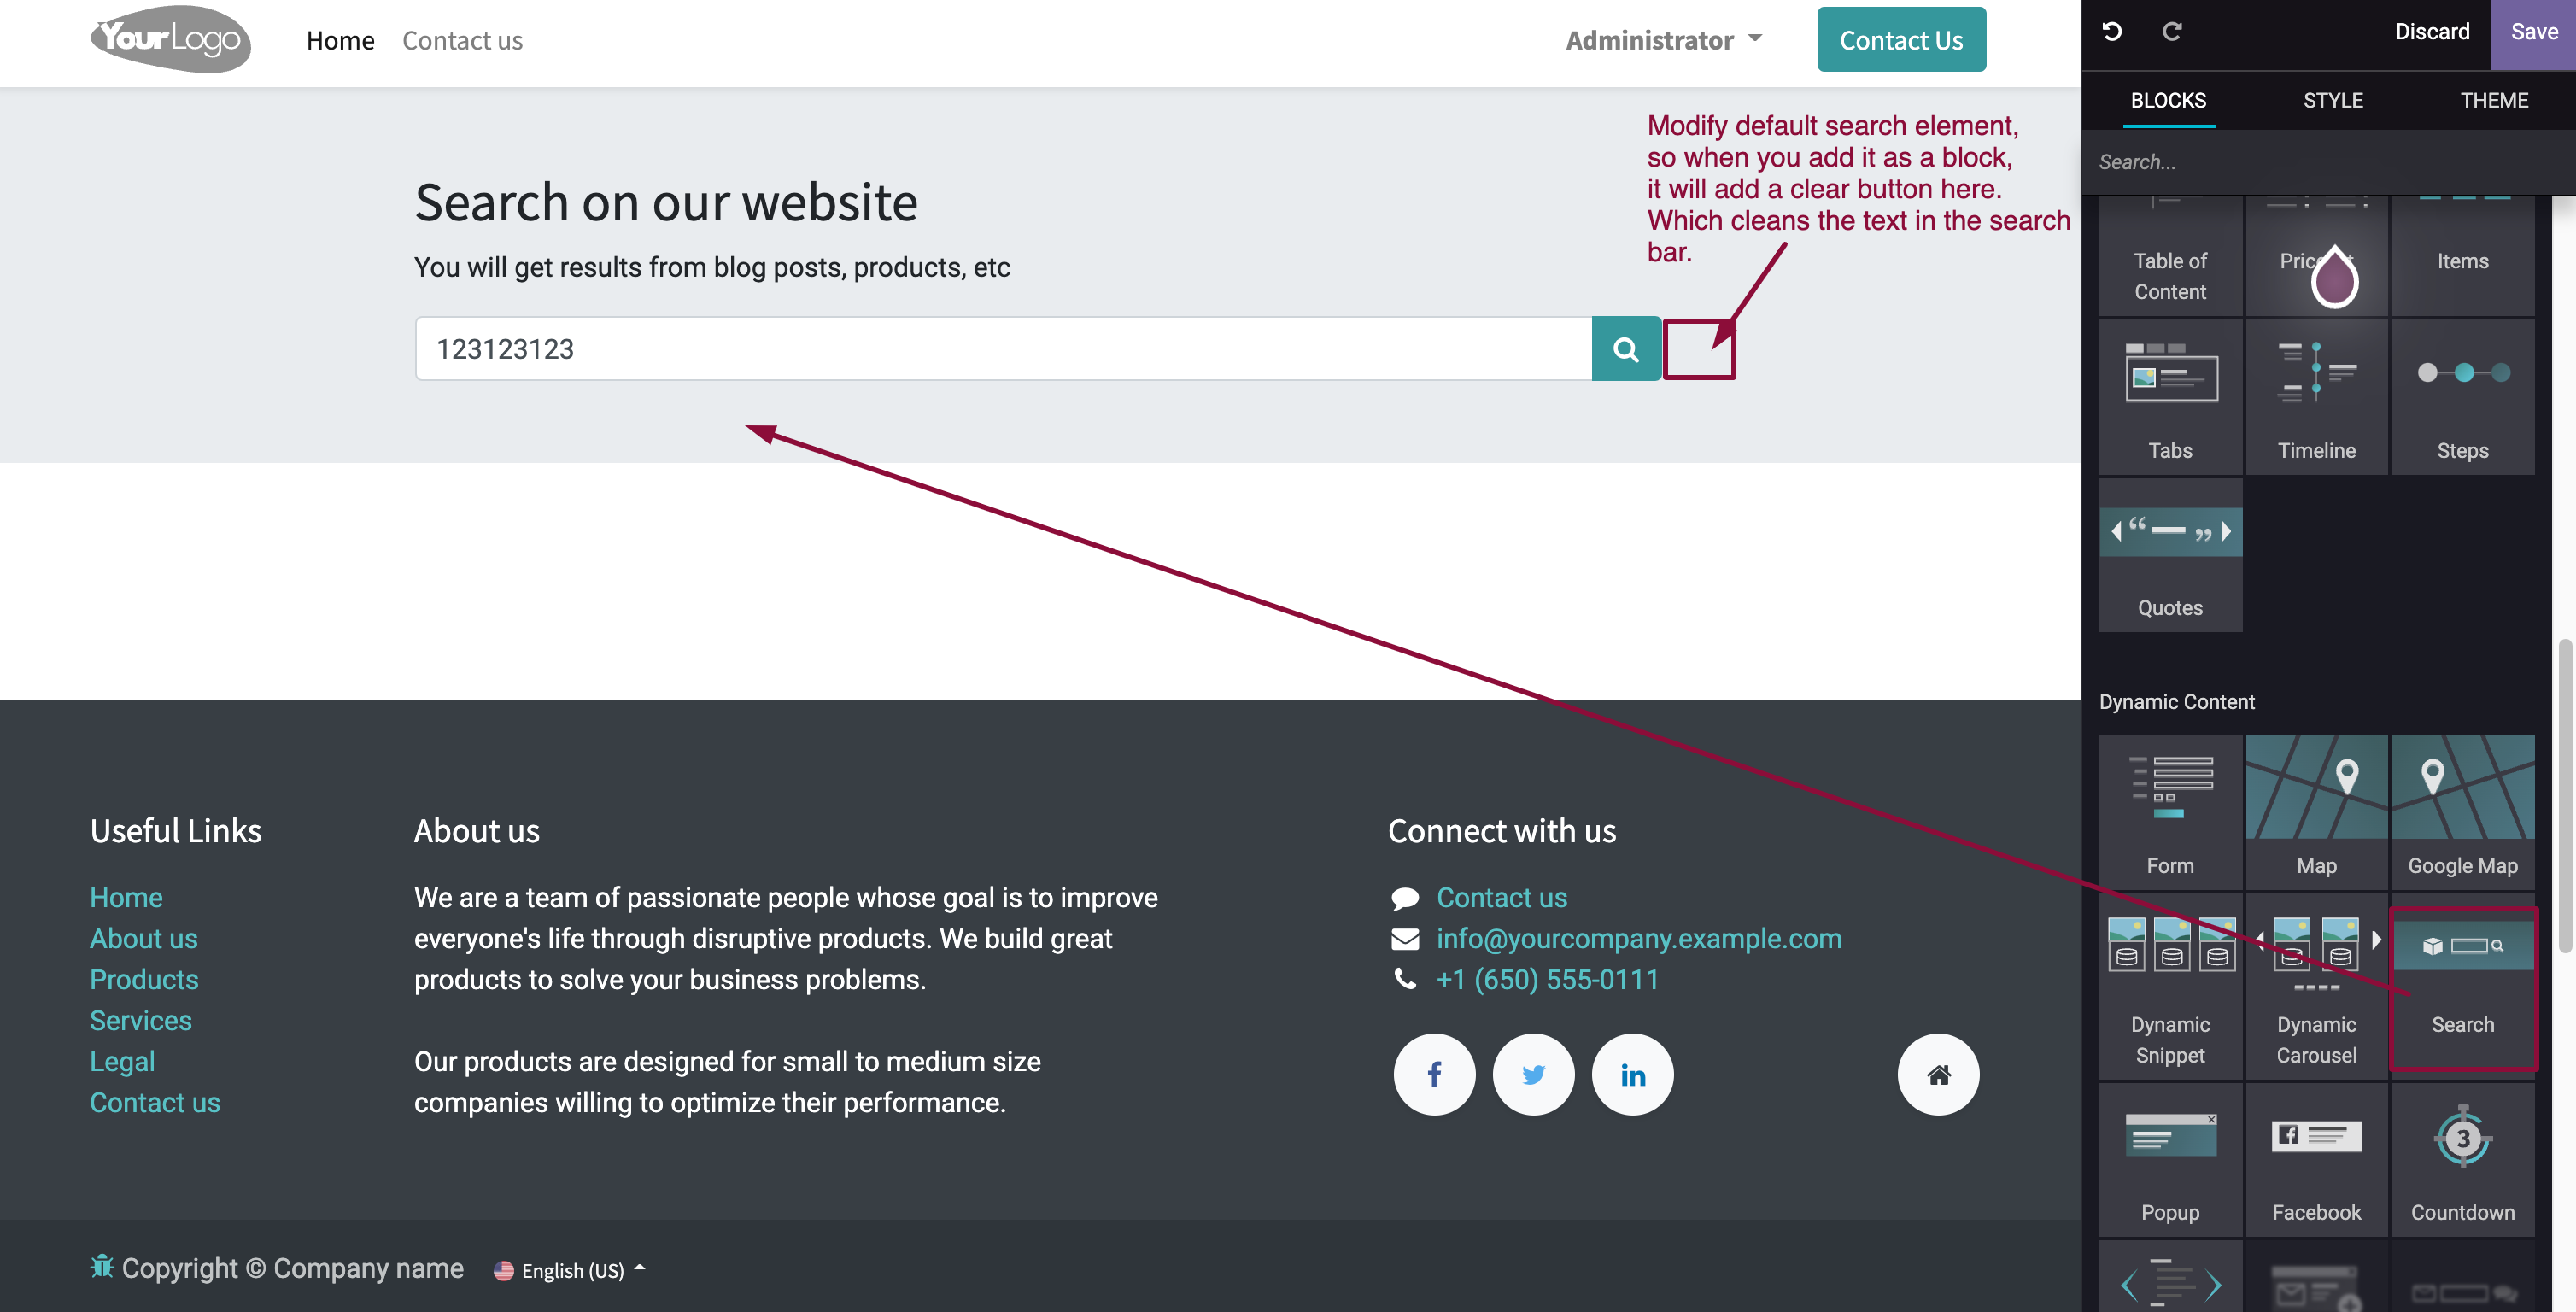 YourLogo
Home
Contact us
Administrator
Contact Us
Discard
Save
BLOCKS
STYLE
THEME
Search...
Modify default search element,
so when you add it as a block,
it will add a clear button here.
Which cleans the text in the search
bar.
Search on our website
You will get results from blog posts, products, etc
123123123
Table of
Content
Items
Tabs
Timeline
Steps
Quotes
Dynamic Content
Form
Map
Google Map
Dynamic
Snippet
Dynamic
Carousel
Search
Popup
Facebook
3
Countdown
Useful Links
Home
About us
Products
Services
Legal
Contact us
About us
We are a team of passionate people whose goal is to improve
everyone's life through disruptive products. We build great
products to solve your business problems.
Our products are designed for small to medium size
companies willing to optimize their performance.
Connect with us
Contact us
info@yourcompany.example.com
+1 (650) 555-0111
Copyright © Company name
English (US)